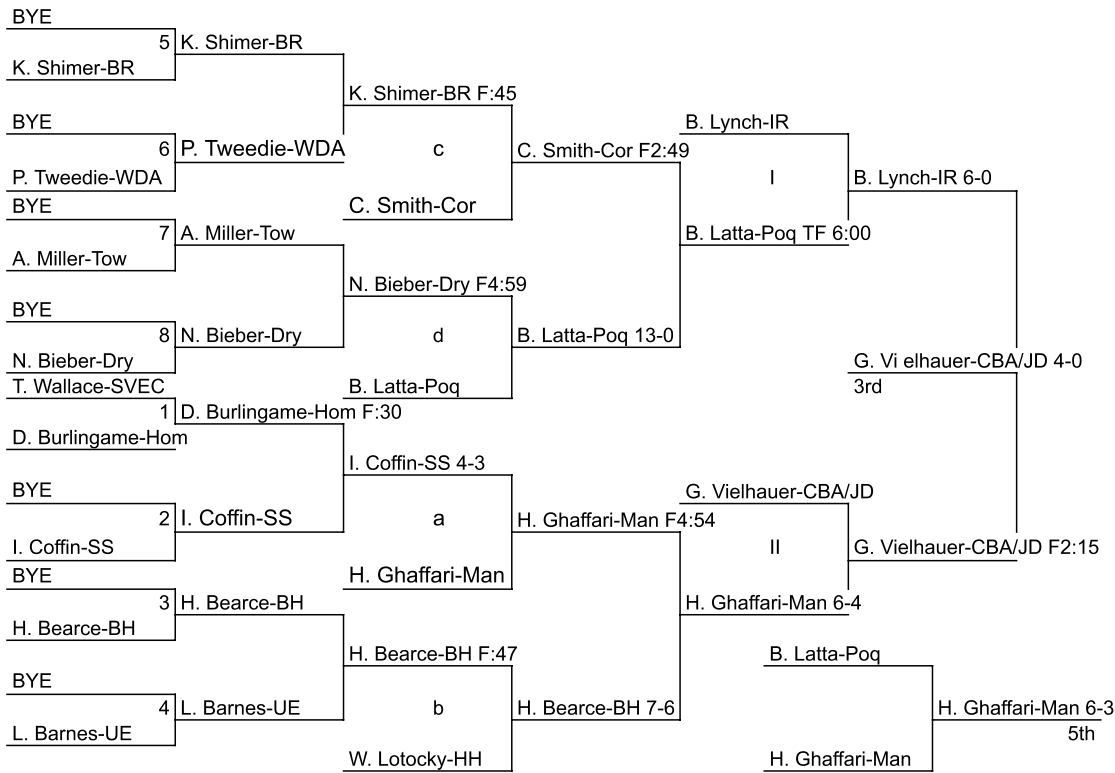 BYE
5
K. Shimer-BR
K. Shimer-BR
K. Shimer-BR F:45
BYE
6
P. Tweedie-WDA
P. Tweedie-WDA
c
C. Smith-Cor F2:49
C. Smith-Cor
BYE
7
A. Miller-Tow
A. Miller-Tow
N. Bieber-Dry F4:59
BYE
8
N. Bieber-Dry
N. Bieber-Dry
d
B. Latta-Poq 13-0
B. Latta-Poq
B. Lynch-IR
I
B. Lynch-IR 6-0
B. Latta-Poq TF 6:00
G. Vi elhauer-CBA/JD 4-0
3rd
T. Wallace-SVEC
1
D. Burlingame-Hom F:30
D. Burlingame-Hom
I. Coffin-SS 4-3
BYE
2
I. Coffin-SS
I. Coffin-SS
a
H. Ghaffari-Man F4:54
H. Ghaffari-Man
BYE
3
H. Bearce-BH
H. Bearce-BH
H. Bearce-BH F:47
BYE
4
L. Barnes-UE
L. Barnes-UE
b
H. Bearce-BH 7-6
W. Lotocky-HH
G. Vielhauer-CBA/JD
II
G. Vielhauer-CBA/JD F2:15
H. Ghaffari-Man 6-4
B. Latta-Poq
H. Ghaffari-Man 6-3
5th
H. Ghaffari-Man